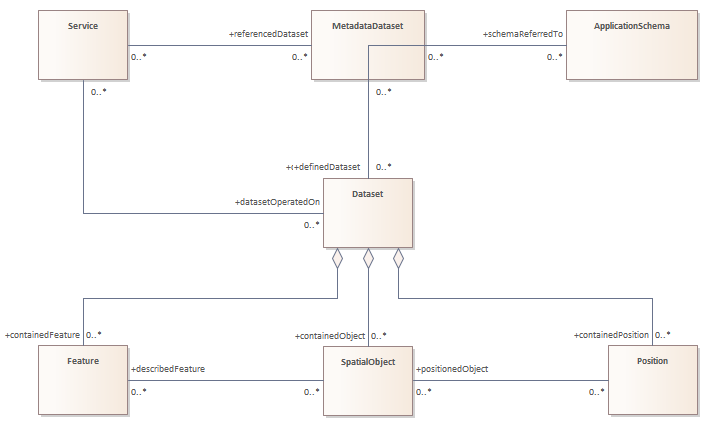 Service
MetadataDataset
ApplicationSchema
+referencedDataset
+schemaReferredTo
0..*
0..*
0..*
0..*
0..*
0..*
+definedDataset
0..*
Dataset
+datasetOperatedOn
0..*
+containedFeature
0..*
+containedObject
0..*
+containedPosition
0..*
Feature
SpatialObject
Position
+describedFeature
+positionedObject
0..*
0..*
0..*
0..*